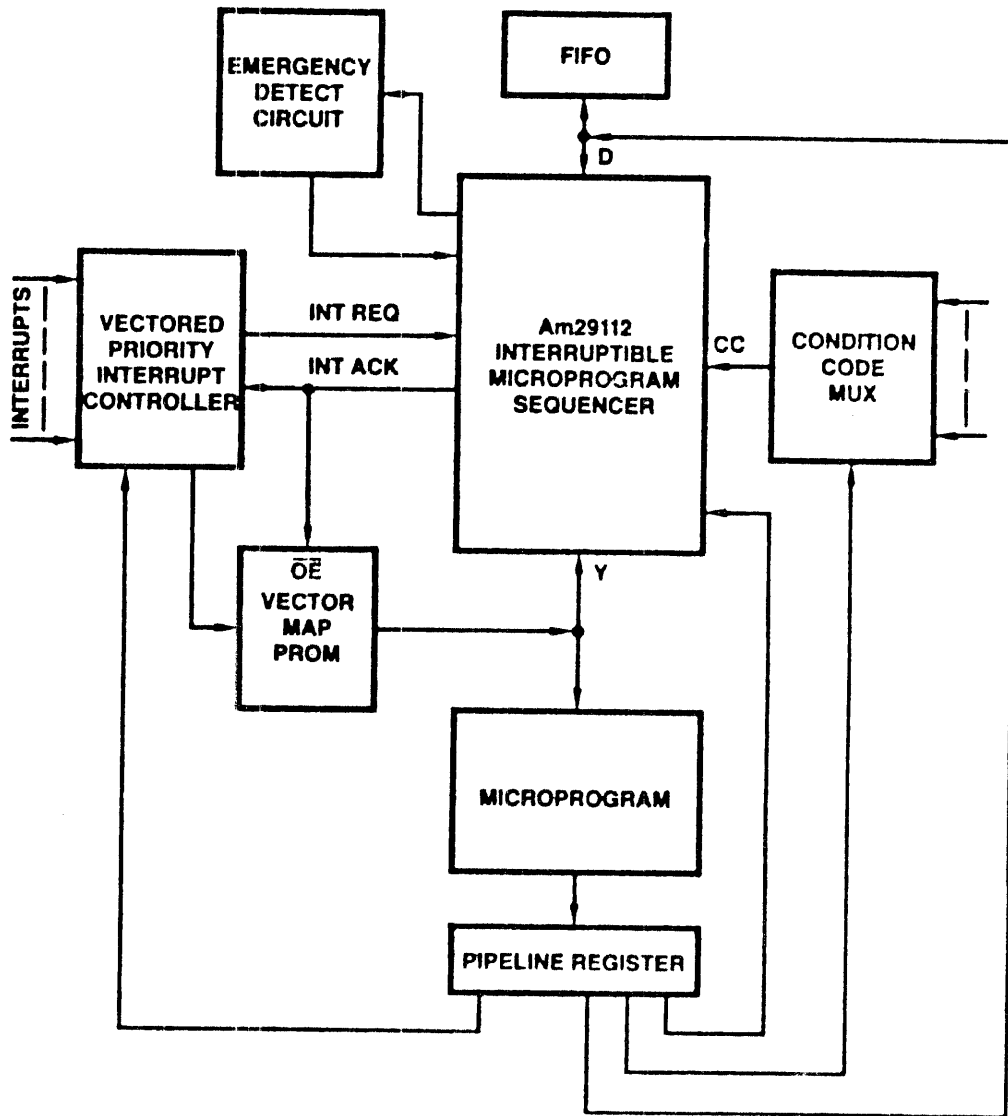 EMERGENCY
DETECT
CIRCUIT
FIFO
D
INTERRUPTS
VECTORED
PRIORITY
INTERRUPT
CONTROLLER
INT REQ
INT ACK
Am29112
INTERRUPTIBLE
MICROPROGRAM
SEQUENCER
CC
CONDITION
CODE
MUX
O̅E̅
VECTOR
MAP
PROM
Y
MICROPROGRAM
PIPELINE REGISTER